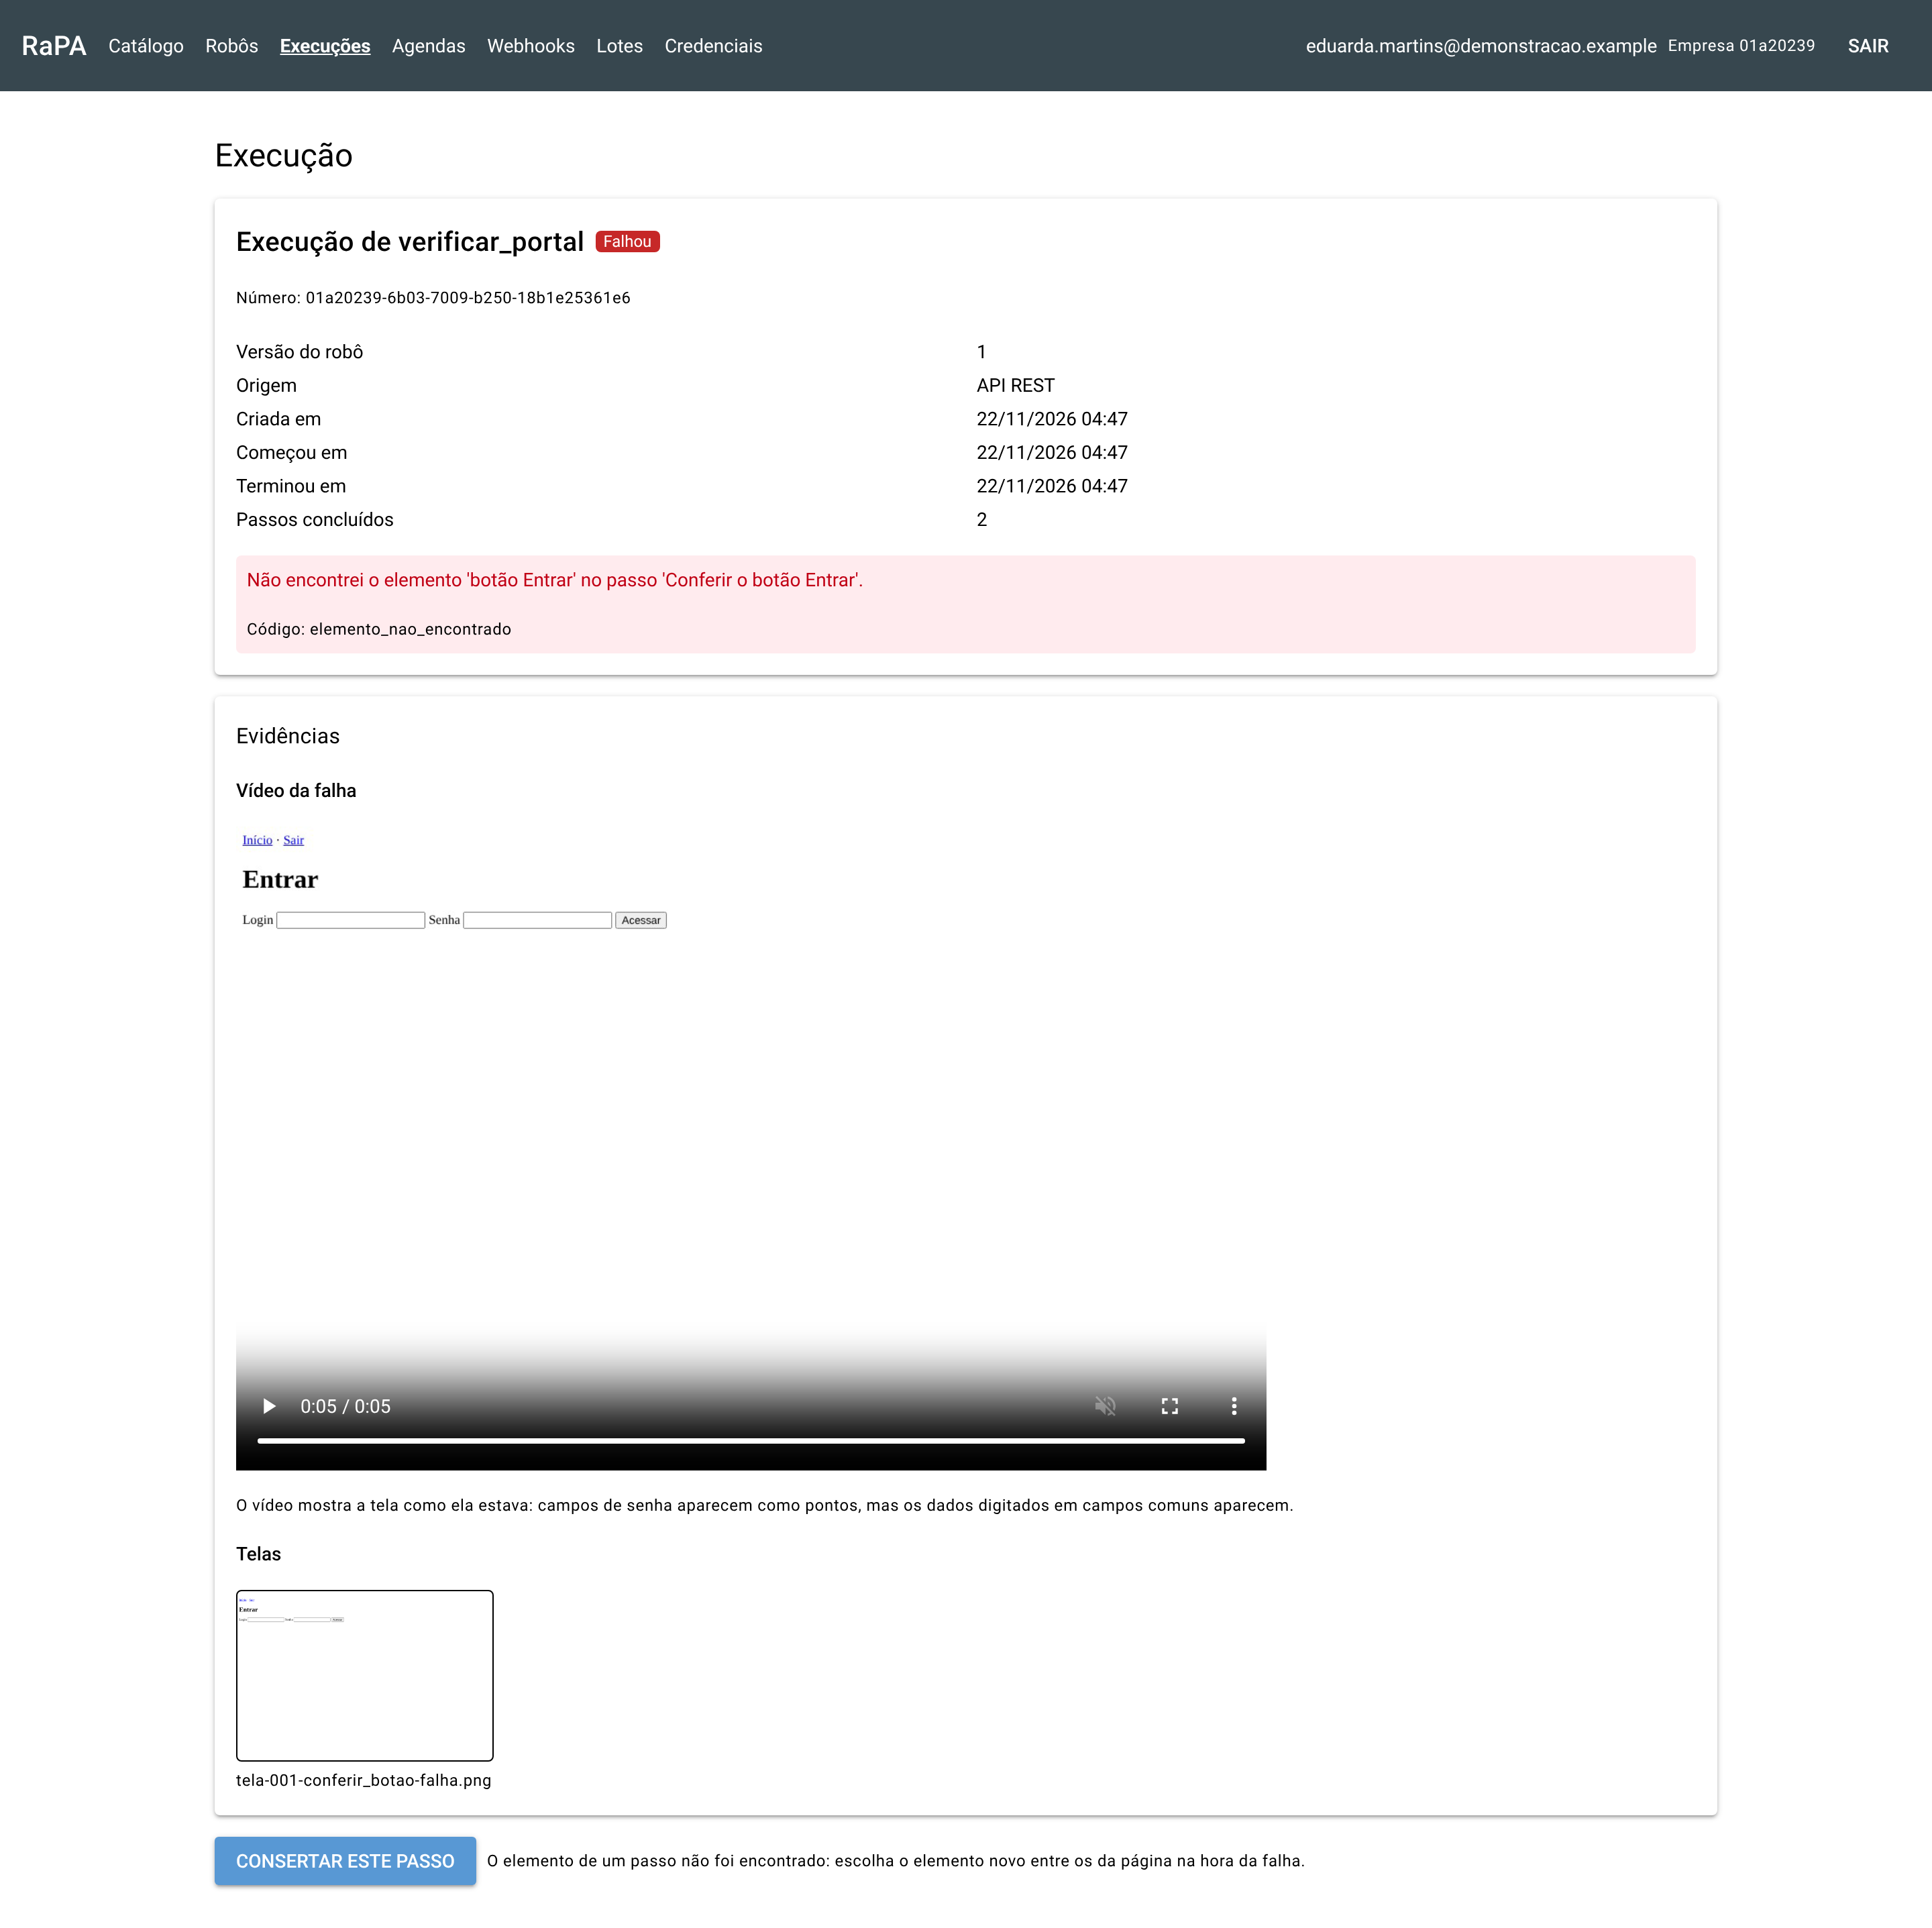 RaPA Catálogo Robôs Execuções Agendas Webhooks Lotes Credenciais eduarda.martins@demonstracao.example Empresa 01a20239 SAIR
Execução
Execução de verificar_portal Falhou
Número: 01a20239-6b03-7009-b250-18b1e25361e6
Versão do robô 1
Origem API REST
Criada em 22/11/2026 04:47
Começou em 22/11/2026 04:47
Terminou em 22/11/2026 04:47
Passos concluídos 2
Não encontrei o elemento 'botão Entrar' no passo 'Conferir o botão Entrar'.
Código: elemento_nao_encontrado
Evidências
Vídeo da falha
Início · Sair
Entrar
Login Senha Acessar
0:05 / 0:05
O vídeo mostra a tela como ela estava: campos de senha aparecem como pontos, mas os dados digitados em campos comuns aparecem.
Telas
Entrar
tela-001-conferir_botao-falha.png
CONSERTAR ESTE PASSO O elemento de um passo não foi encontrado: escolha o elemento novo entre os da página na hora da falha.